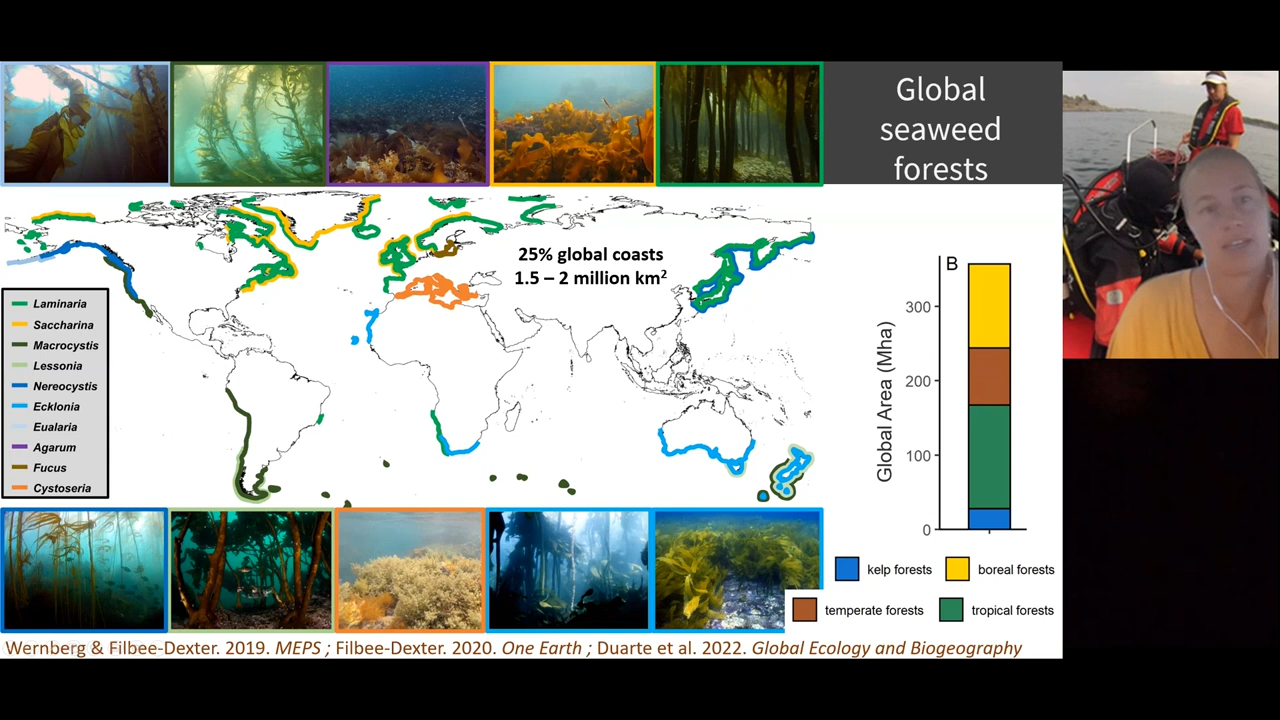 Global
seaweed
forests
25% global coasts
1.5 – 2 million km²
Laminaria
Saccharina
Macrocystis
Lessonia
Nereocystis
Ecklonia
Eualaria
Agarum
Fucus
Cystoseria
B
Global Area (Mha)
300
200
100
0
kelp forests
boreal forests
temperate forests
tropical forests
Wernberg & Filbee-Dexter. 2019. MEPS ; Filbee-Dexter. 2020. One Earth ; Duarte et al. 2022. Global Ecology and Biogeography